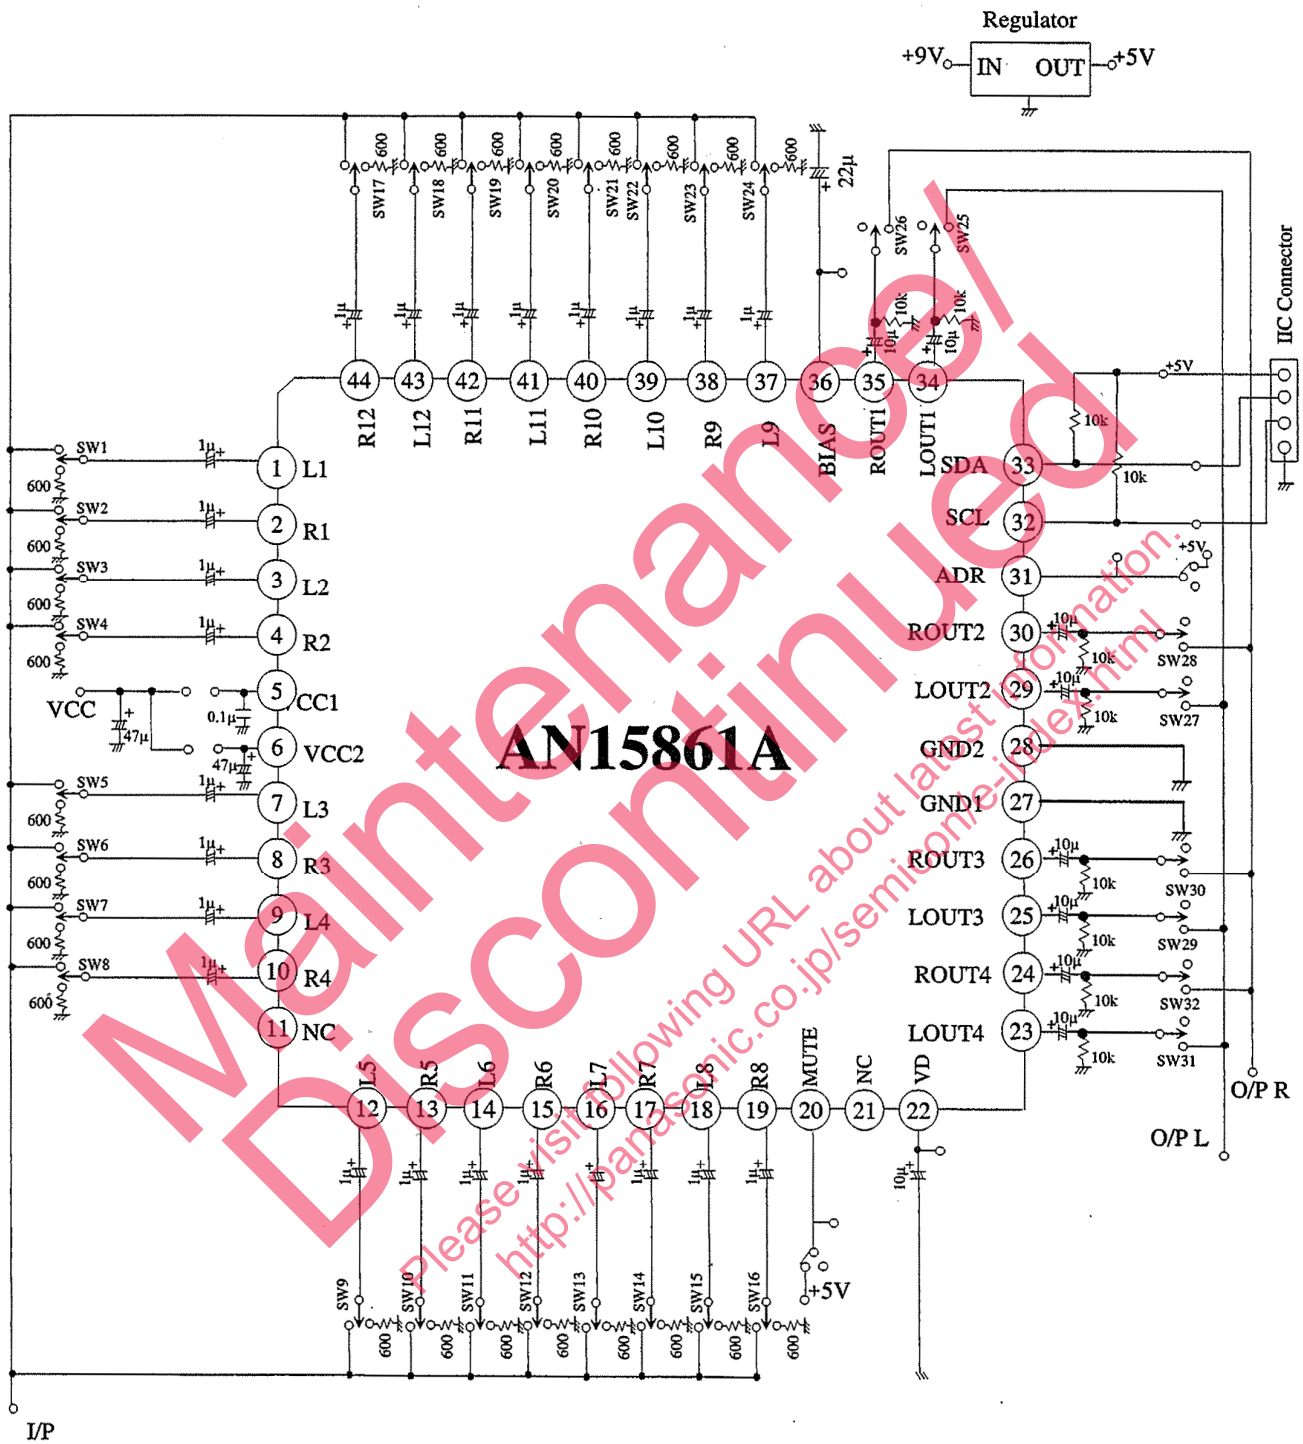 Regulator
+9V IN OUT +5V
600 600 600 600 600 600 600 600
SW17 SW18 SW19 SW20 SW21 SW22 SW23 SW24
22μ
+
SW26 SW25
1μ 1μ 1μ 1μ 1μ 1μ 1μ 1μ
+ + + + + + + +
10k 10k
10μ 10μ
+ +
IIC Connector
44 43 42 41 40 39 38 37 36 35 34
R12 L12 R11 L11 R10 L10 R9 L9 BIAS ROUT1 LOUT1
+5V
10k
10k
SW1 1μ + 1 L1
600
SW2 1μ + 2 R1
600
SW3 1μ + 3 L2
600
SW4 1μ + 4 R2
600
VCC + 47μ 0.1μ 5 CC1
47μ + 6 VCC2
SW5 1μ + 7 L3
600
SW6 1μ + 8 R3
600
SW7 1μ + 9 L4
600
SW8 1μ + 10 R4
600
11 NC
AN15861A
SDA 33
SCL 32
ADR 31 +5V
ROUT2 30 +10μ 10k SW28
LOUT2 29 +10μ 10k SW27
GND2 28
GND1 27
ROUT3 26 +10μ 10k SW30
LOUT3 25 +10μ 10k SW29
ROUT4 24 +10μ 10k SW32
LOUT4 23 +10μ 10k SW31
O/P R
O/P L
L5 R5 L6 R6 L7 R7 L8 R8 MUTE NC VD
12 13 14 15 16 17 18 19 20 21 22
1μ+ 1μ+ 1μ+ 1μ+ 1μ+ 1μ+ 1μ+ 1μ+ 10μ+
SW9 SW10 SW11 SW12 SW13 SW14 SW15 SW16
+5V
600 600 600 600 600 600 600 600
I/P
Maintenance/
Discontinued
Please visit following URL about latest information.
http://panasonic.co.jp/semicon/e-index.html